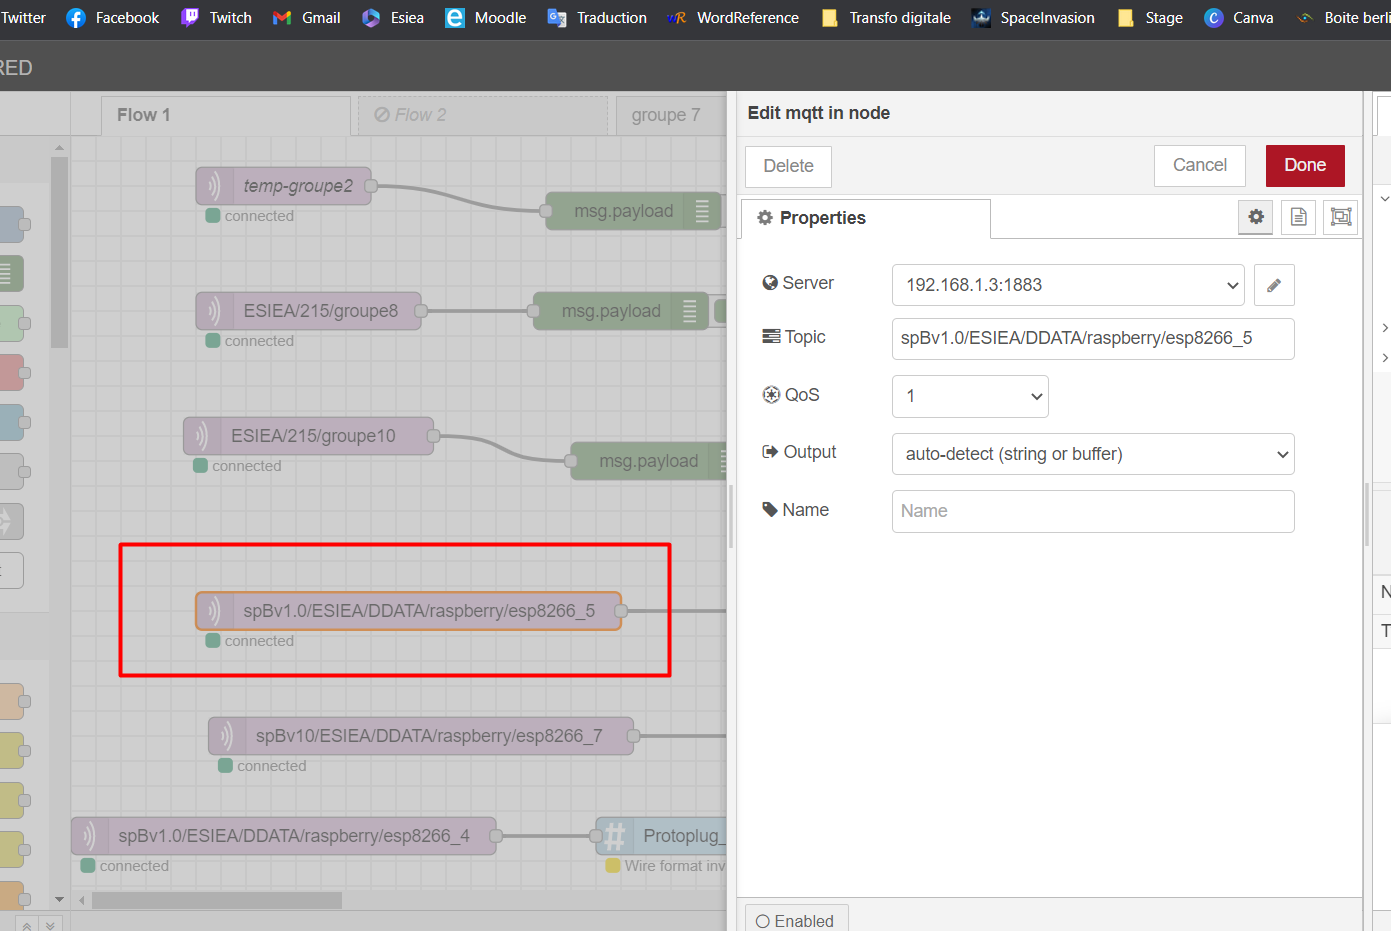 Twitter Facebook Twitch Gmail Esiea Moodle Traduction WordReference Transfo digitale SpaceInvasion Stage Canva Boite berli
RED
Flow 1 Flow 2 groupe 7
temp-groupe2
connected
msg.payload
ESIEA/215/groupe8
connected
msg.payload
ESIEA/215/groupe10
connected
msg.payload
spBv1.0/ESIEA/DDATA/raspberry/esp8266_5
connected
spBv10/ESIEA/DDATA/raspberry/esp8266_7
connected
spBv1.0/ESIEA/DDATA/raspberry/esp8266_4
connected
Protoplug_
Wire format inv
Edit mqtt in node
Delete Cancel Done
Properties
Server 192.168.1.3:1883
Topic spBv1.0/ESIEA/DDATA/raspberry/esp8266_5
QoS 1
Output auto-detect (string or buffer)
Name Name
Enabled
N
T